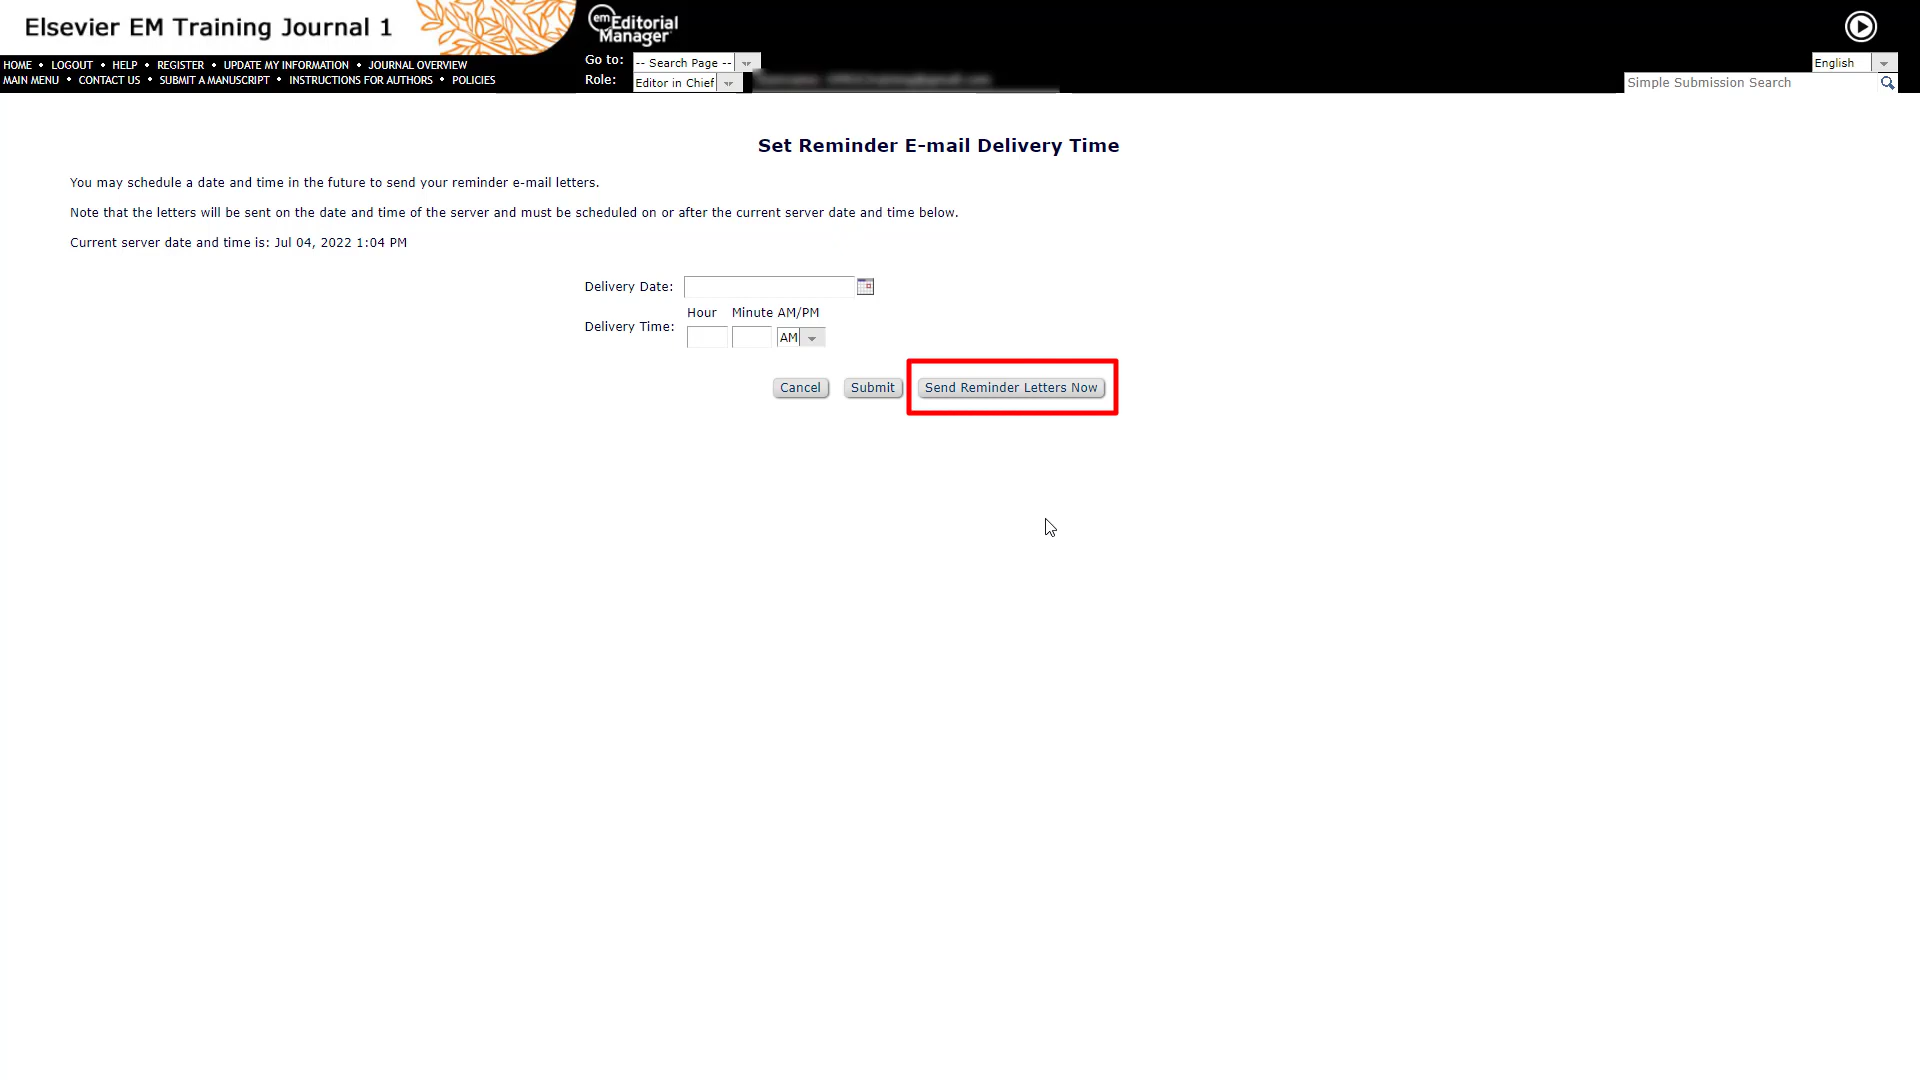 Elsevier EM Training Journal 1
em Editorial Manager®
HOME • LOGOUT • HELP • REGISTER • UPDATE MY INFORMATION • JOURNAL OVERVIEW
MAIN MENU • CONTACT US • SUBMIT A MANUSCRIPT • INSTRUCTIONS FOR AUTHORS • POLICIES
Go to: -- Search Page --
Role: Editor in Chief
English
Simple Submission Search
Set Reminder E-mail Delivery Time
You may schedule a date and time in the future to send your reminder e-mail letters.
Note that the letters will be sent on the date and time of the server and must be scheduled on or after the current server date and time below.
Current server date and time is: Jul 04, 2022 1:04 PM
Delivery Date:
Hour Minute AM/PM
Delivery Time: AM
Cancel Submit Send Reminder Letters Now